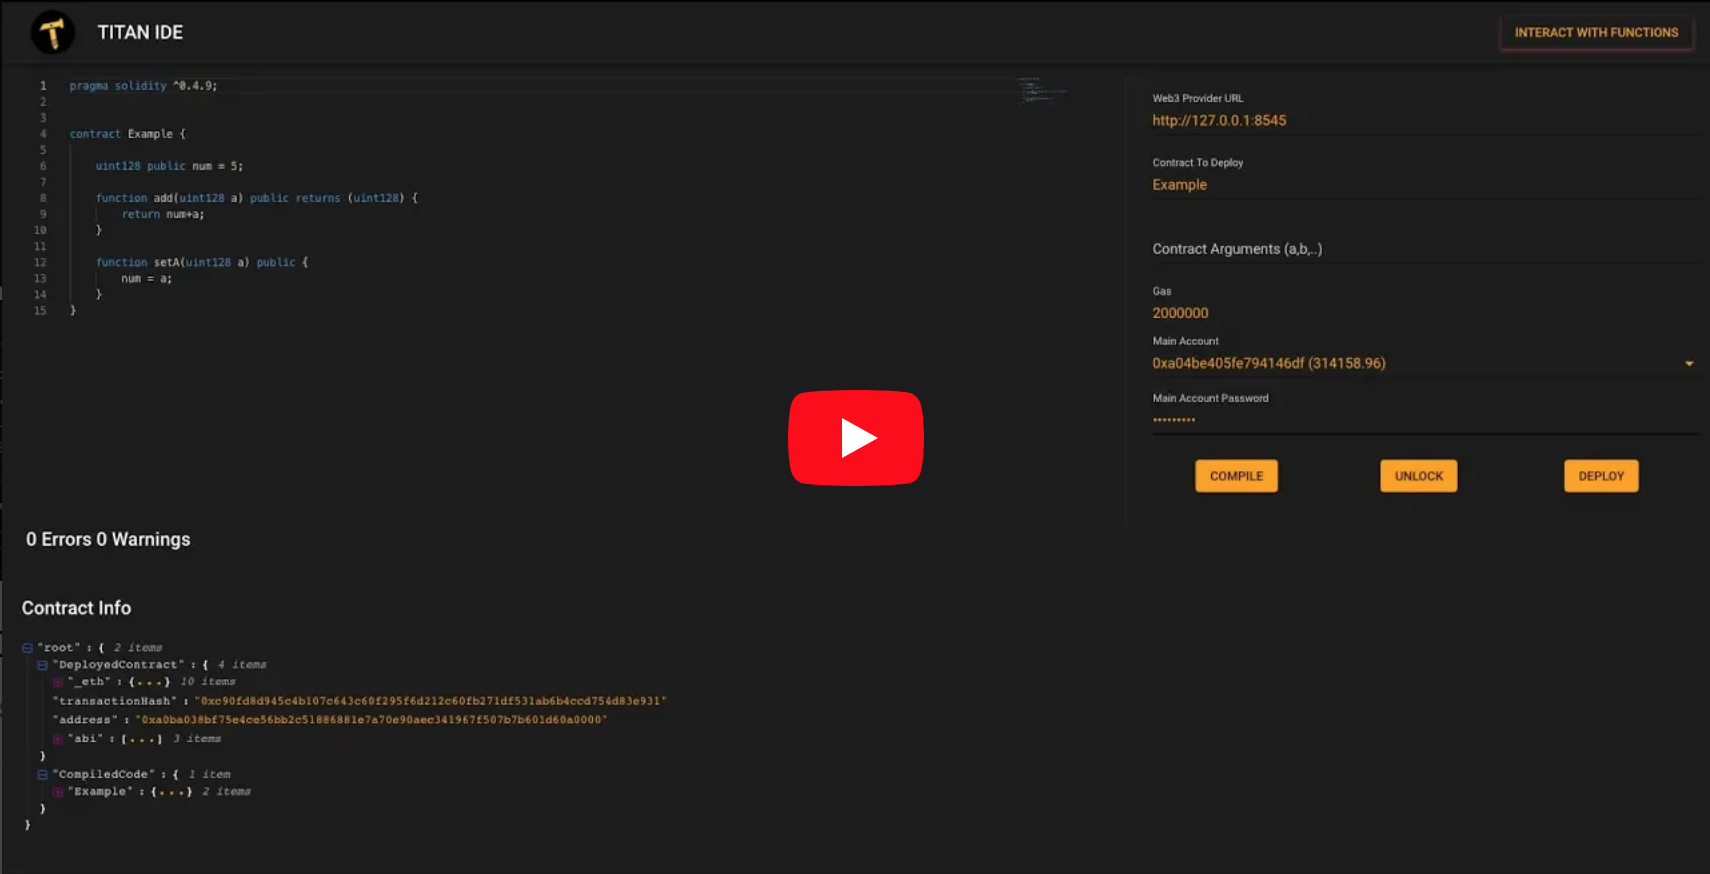 TITAN IDE
INTERACT WITH FUNCTIONS
1 pragma solidity ^0.4.9;
2
3
4 contract Example {
5
6 uint128 public num = 5;
7
8 function add(uint128 a) public returns (uint128) {
9 return num+a;
10 }
11
12 function setA(uint128 a) public {
13 num = a;
14 }
15 }
Web3 Provider URL
http://127.0.0.1:8545
Contract To Deploy
Example
Contract Arguments (a,b,..)
Gas
2000000
Main Account
0xa04be405fe794146df (314158.96)
Main Account Password
•••••••••
COMPILE
UNLOCK
DEPLOY
0 Errors 0 Warnings
Contract Info
"root" : { 2 items
"DeployedContract" : { 4 items
"_eth" : {...} 10 items
"transactionHash" : "0xc90fd8d945c4b107c643c60f295f6d212c60fb271df531ab6b4ccd754d83e931"
"address" : "0xa0ba038bf75e4ce56bb2c51886881e7a70e90aec341967f507b7b601d60a0000"
"abi" : [...] 3 items
}
"CompiledCode" : { 1 item
"Example" : {...} 2 items
}
}